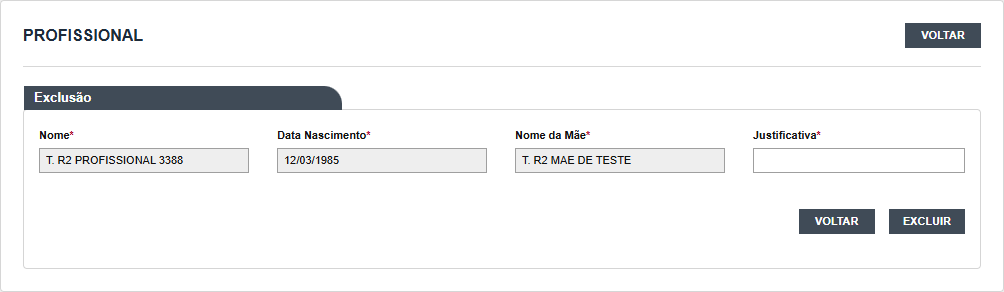 PROFISSIONAL
VOLTAR
Exclusão
Nome* Data Nascimento* Nome da Mãe* Justificativa*
T. R2 PROFISSIONAL 3388 12/03/1985 T. R2 MAE DE TESTE
VOLTAR EXCLUIR